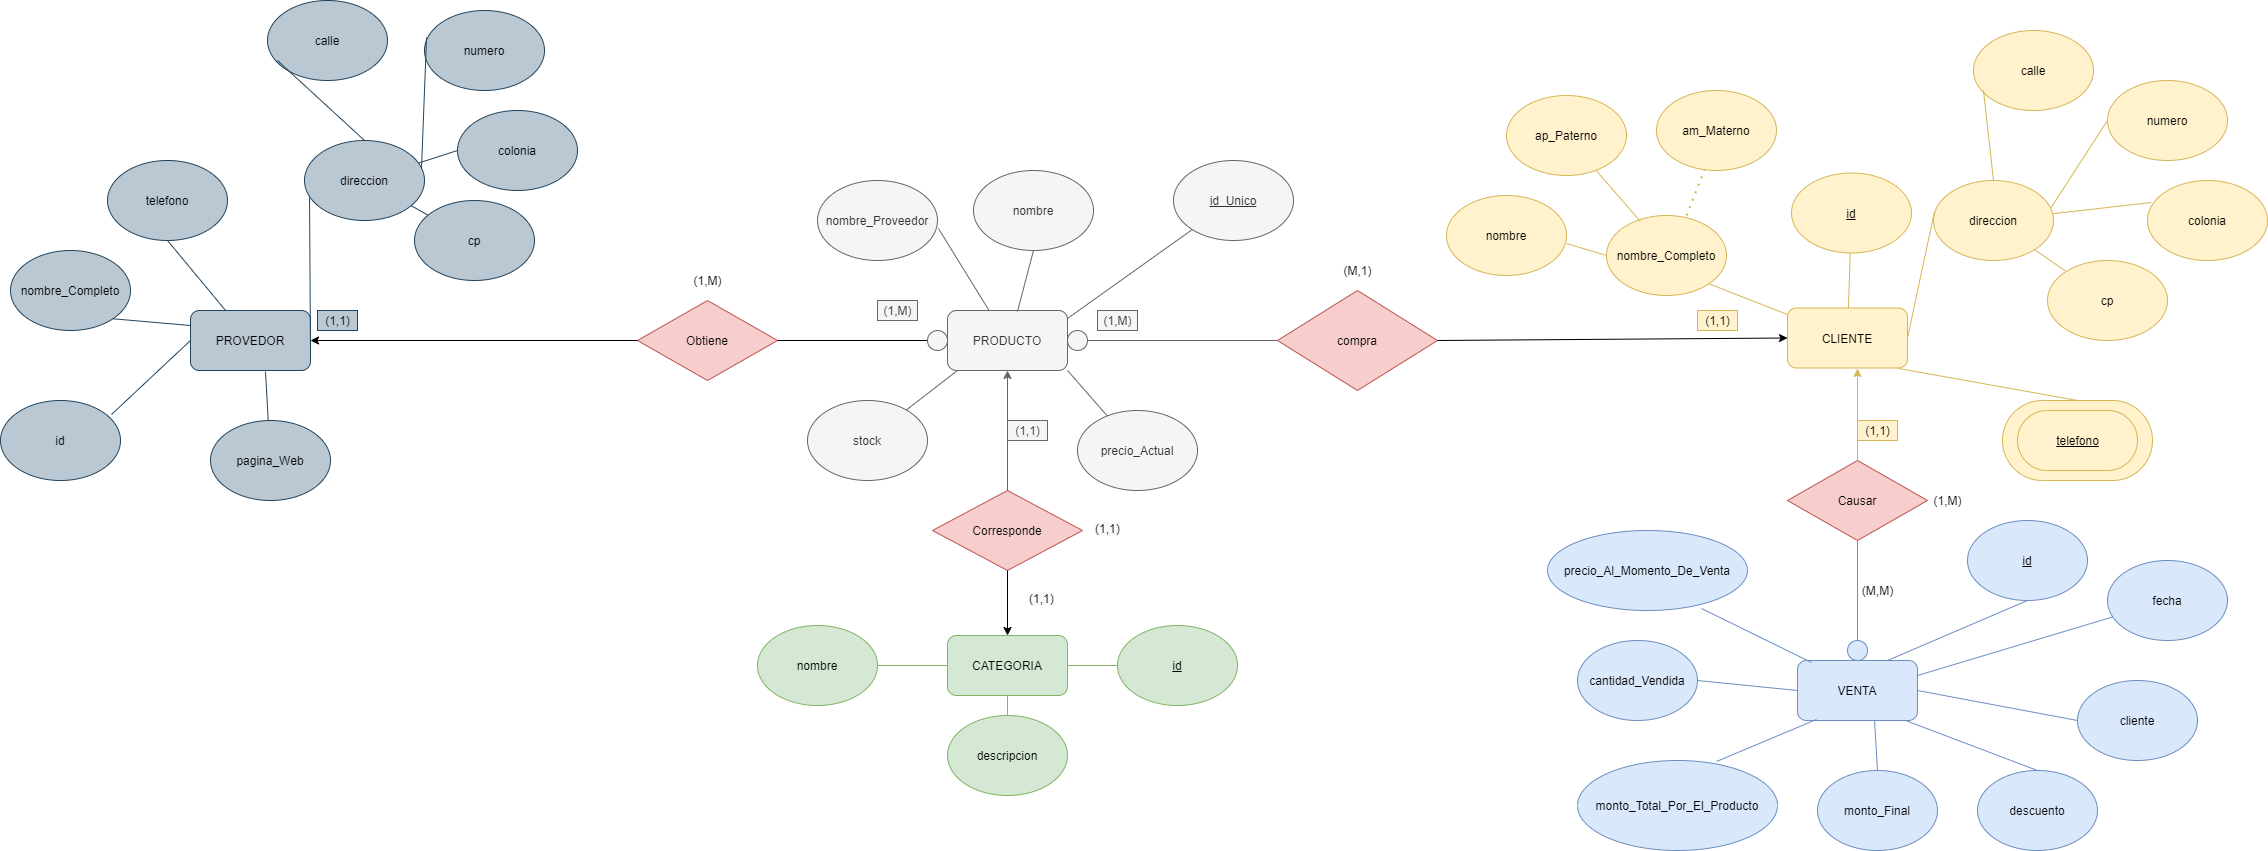 calle
numero
colonia
direccion
cp
telefono
nombre_Completo
PROVEDOR
(1,1)
id
pagina_Web
(1,M)
Obtiene
(1,M)
nombre_Proveedor
nombre
id_Unico
PRODUCTO
(1,M)
stock
precio_Actual
(1,1)
Corresponde
(1,1)
(1,1)
nombre
CATEGORIA
id
descripcion
(M,1)
compra
(1,1)
ap_Paterno
am_Materno
nombre
nombre_Completo
id
calle
numero
direccion
colonia
cp
CLIENTE
telefono
(1,1)
Causar
(1,M)
(M,M)
precio_Al_Momento_De_Venta
id
fecha
cantidad_Vendida
VENTA
cliente
monto_Total_Por_El_Producto
monto_Final
descuento